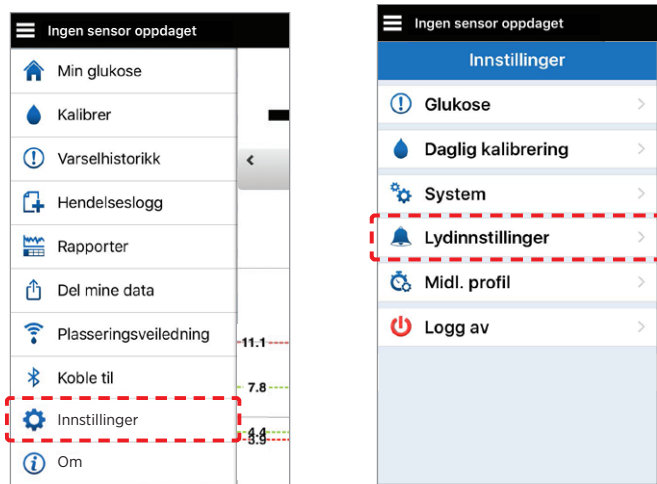 Ingen sensor oppdaget
Min glukose
Kalibrer
Varselhistorikk
Hendelseslogg
Rapporter
Del mine data
Plasseringsveiledning
Koble til
Innstillinger
Om
11.1
7.8
4.4
3.9
Ingen sensor oppdaget
Innstillinger
Glukose
Daglig kalibrering
System
Lydinnstillinger
Midl. profil
Logg av